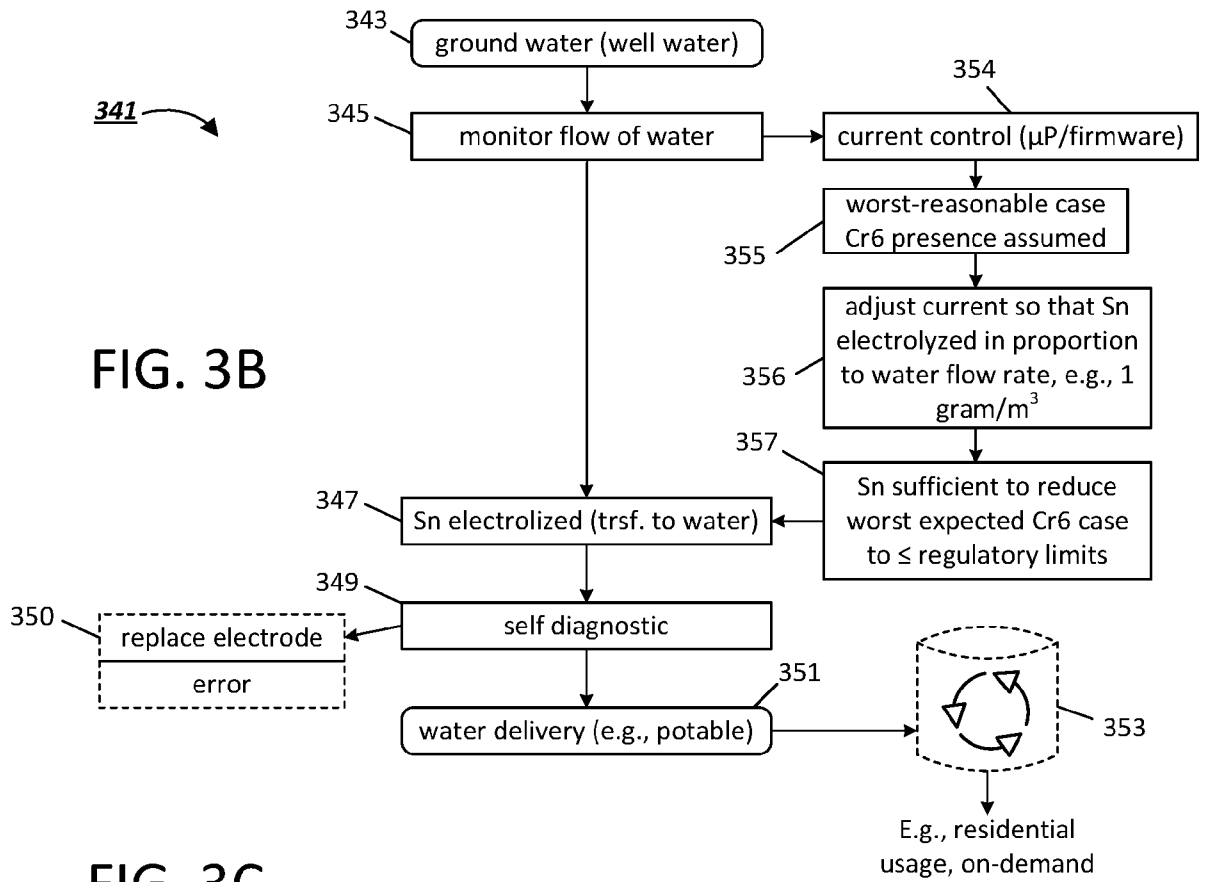 343
ground water (well water)
354
341
345
monitor flow of water
current control (µP/firmware)
worst-reasonable case
Cr6 presence assumed
355
adjust current so that Sn
electrolyzed in proportion
to water flow rate, e.g., 1
gram/m³
356
FIG. 3B
357
Sn sufficient to reduce
worst expected Cr6 case
to ≤ regulatory limits
347
Sn electrolized (trsf. to water)
349
self diagnostic
350
replace electrode
error
351
water delivery (e.g., potable)
353
E.g., residential
usage, on-demand
FIG. 3C